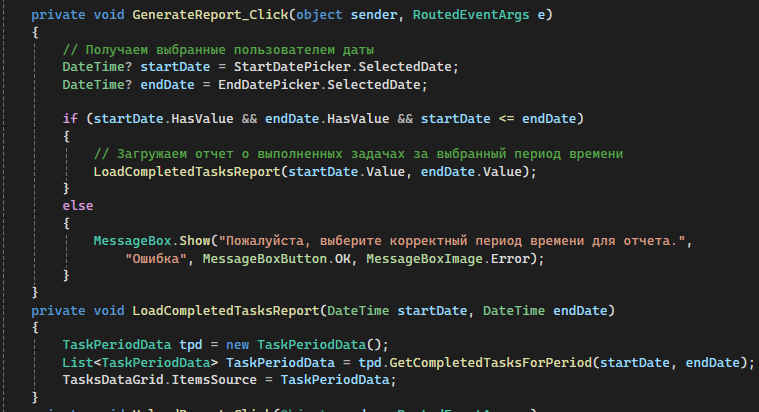 private void GenerateReport_Click(object sender, RoutedEventArgs e)
{
// Получаем выбранные пользователем даты
DateTime? startDate = StartDatePicker.SelectedDate;
DateTime? endDate = EndDatePicker.SelectedDate;
if (startDate.HasValue && endDate.HasValue && startDate <= endDate)
{
// Загружаем отчет о выполненных задачах за выбранный период времени
LoadCompletedTasksReport(startDate.Value, endDate.Value);
}
else
{
MessageBox.Show("Пожалуйста, выберите корректный период времени для отчета.",
"Ошибка", MessageBoxButton.OK, MessageBoxImage.Error);
}
}
private void LoadCompletedTasksReport(DateTime startDate, DateTime endDate)
{
TaskPeriodData tpd = new TaskPeriodData();
List<TaskPeriodData> TaskPeriodData = tpd.GetCompletedTasksForPeriod(startDate, endDate);
TasksDataGrid.ItemsSource = TaskPeriodData;
}